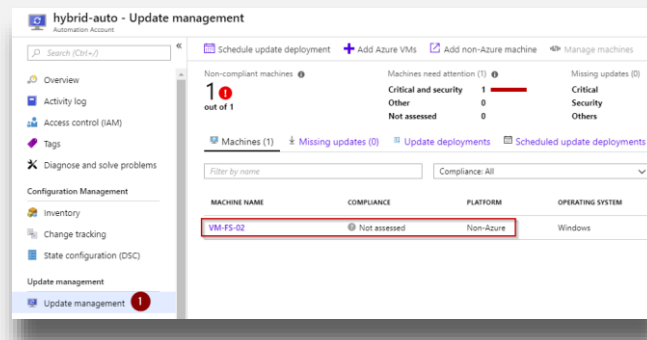 hybrid-auto - Update management
Automation Account
Search (Ctrl+/)
«
Overview
Activity log
Access control (IAM)
Tags
Diagnose and solve problems
Configuration Management
Inventory
Change tracking
State configuration (DSC)
Update management
Update management 1
Schedule update deployment Add Azure VMs Add non-Azure machine Manage machines
Non-compliant machines Machines need attention (1) Missing updates (0)
1 out of 1
Critical and security 1 Critical
Other 0 Security
Not assessed 0 Others
Machines (1) Missing updates (0) Update deployments Scheduled update deployments
Filter by name Compliance: All
MACHINE NAME COMPLIANCE PLATFORM OPERATING SYSTEM
VM-FS-02 Not assessed Non-Azure Windows